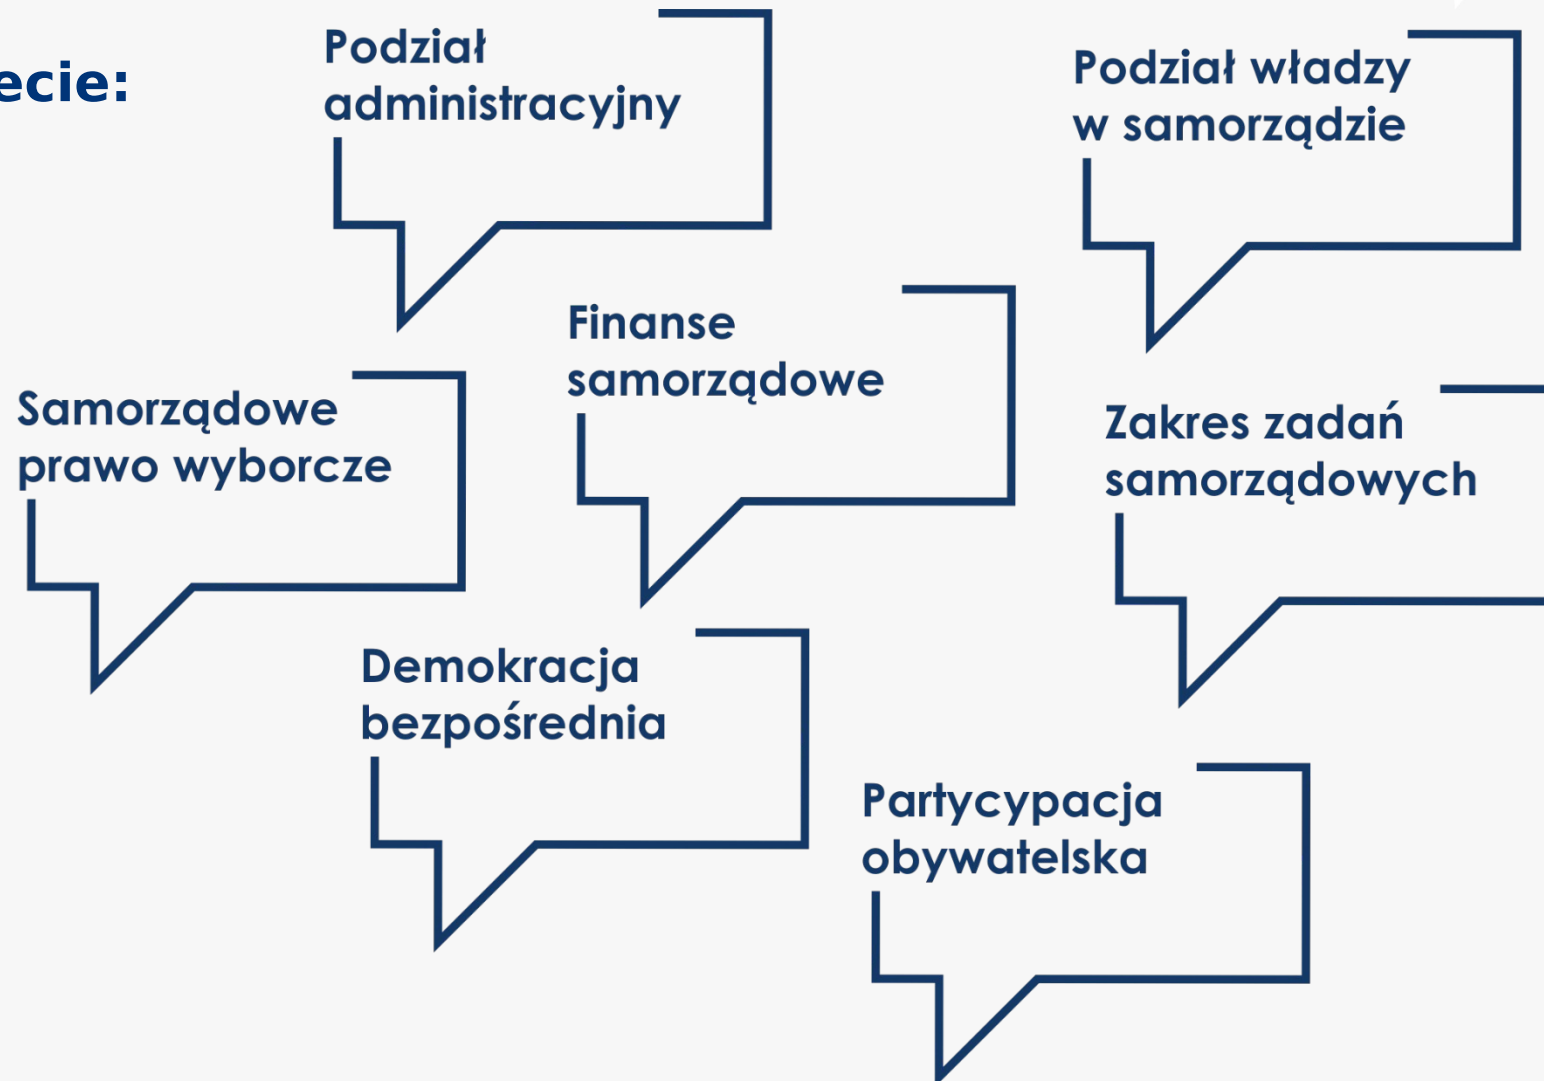 ecie:
Podział
administracyjny
Podział władzy
w samorządzie
Finanse
samorządowe
Samorządowe
prawo wyborcze
Zakres zadań
samorządowych
Demokracja
bezpośrednia
Partycypacja
obywatelska